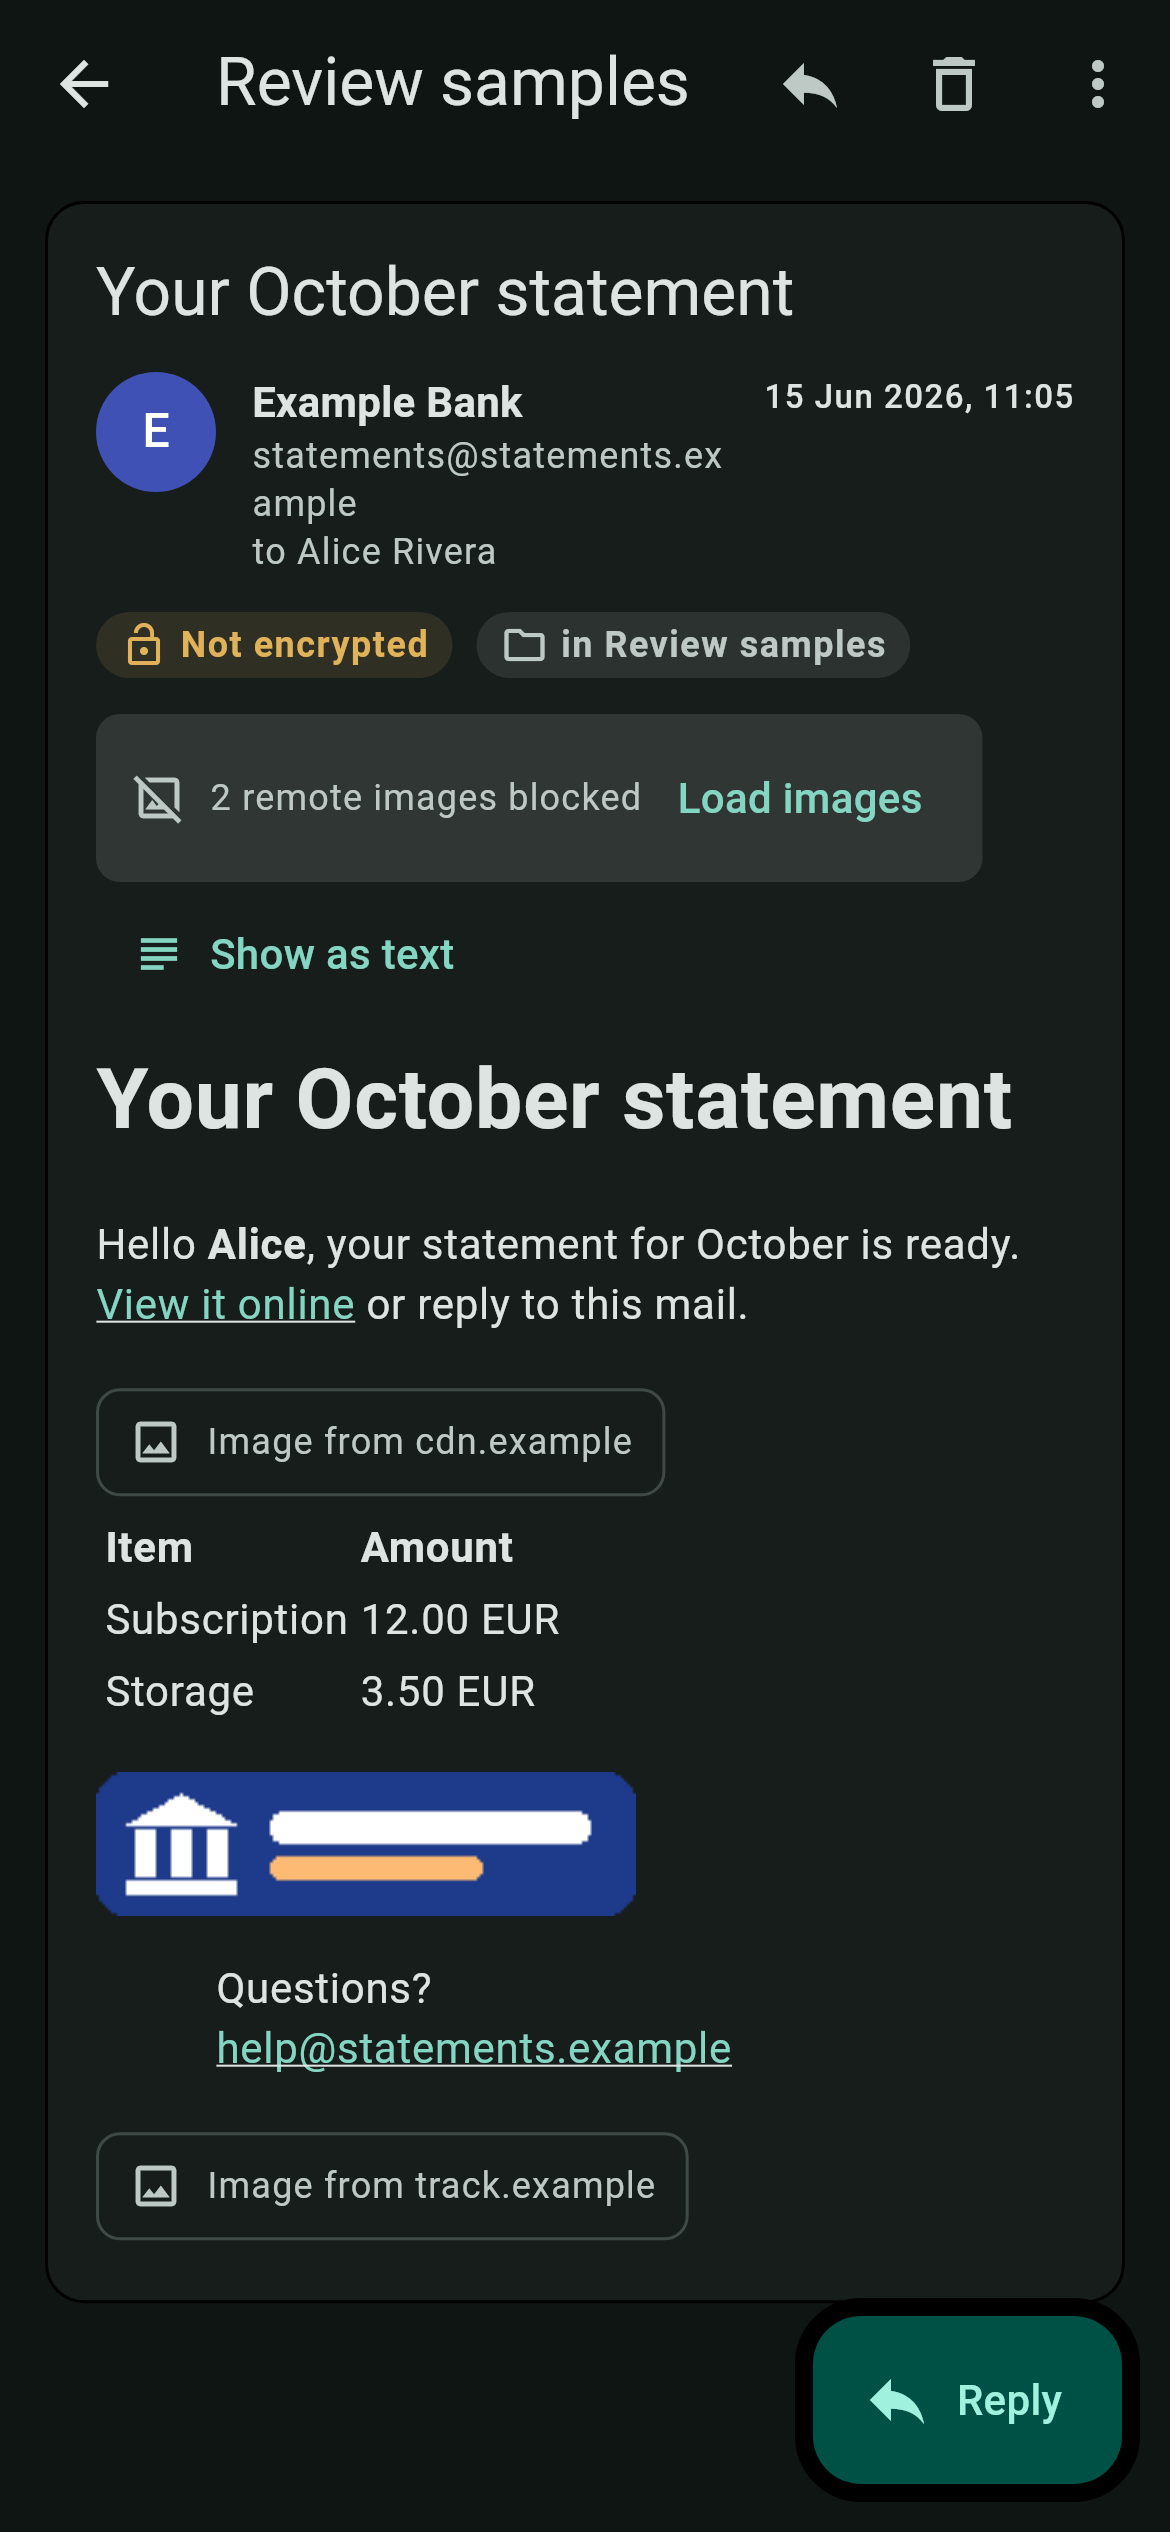 Review samples
Your October statement
E
Example Bank
15 Jun 2026, 11:05
statements@statements.ex
ample
to Alice Rivera
Not encrypted
in Review samples
2 remote images blocked
Load images
Show as text
Your October statement
Hello Alice, your statement for October is ready.
View it online or reply to this mail.
Image from cdn.example
Item Amount
Subscription 12.00 EUR
Storage 3.50 EUR
Questions?
help@statements.example
Image from track.example
Reply